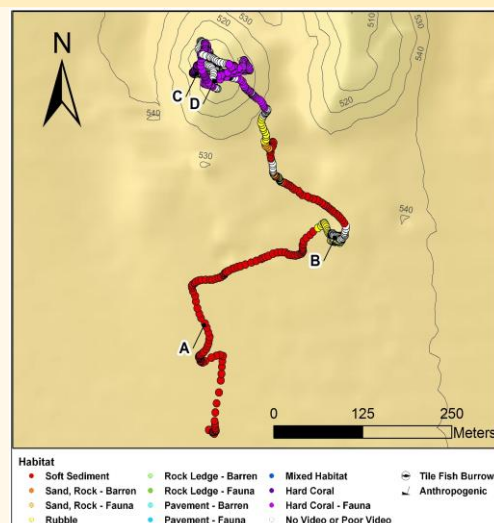 510
540
N
520
520
C
D
530
540
B
A
0 125 250
Meters
Habitat
Soft Sediment
Sand, Rock - Barren
Sand, Rock - Fauna
Rubble
Rock Ledge - Barren
Rock Ledge - Fauna
Pavement - Barren
Pavement - Fauna
Mixed Habitat
Hard Coral
Hard Coral - Fauna
No Video or Poor Video
Tile Fish Burrow
Anthropogenic